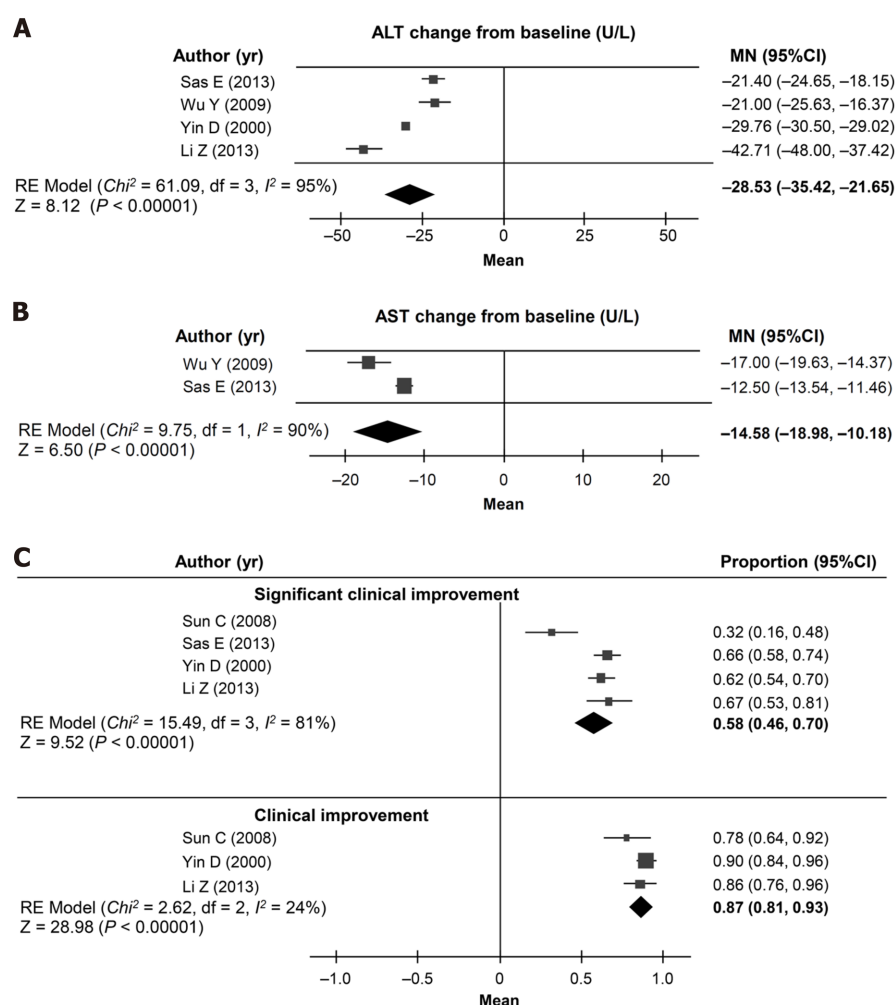 A
ALT change from baseline (U/L)
Author (yr) MN (95%CI)
Sas E (2013) –21.40 (–24.65, –18.15)
Wu Y (2009) –21.00 (–25.63, –16.37)
Yin D (2000) –29.76 (–30.50, –29.02)
Li Z (2013) –42.71 (–48.00, –37.42)
RE Model (Chi² = 61.09, df = 3, I² = 95%) –28.53 (–35.42, –21.65)
Z = 8.12 (P < 0.00001)
–50 –25 0 25 50
Mean
B
AST change from baseline (U/L)
Author (yr) MN (95%CI)
Wu Y (2009) –17.00 (–19.63, –14.37)
Sas E (2013) –12.50 (–13.54, –11.46)
RE Model (Chi² = 9.75, df = 1, I² = 90%) –14.58 (–18.98, –10.18)
Z = 6.50 (P < 0.00001)
–20 –10 0 10 20
Mean
C
Author (yr) Proportion (95%CI)
Significant clinical improvement
Sun C (2008) 0.32 (0.16, 0.48)
Sas E (2013) 0.66 (0.58, 0.74)
Yin D (2000) 0.62 (0.54, 0.70)
Li Z (2013) 0.67 (0.53, 0.81)
RE Model (Chi² = 15.49, df = 3, I² = 81%) 0.58 (0.46, 0.70)
Z = 9.52 (P < 0.00001)
Clinical improvement
Sun C (2008) 0.78 (0.64, 0.92)
Yin D (2000) 0.90 (0.84, 0.96)
Li Z (2013) 0.86 (0.76, 0.96)
RE Model (Chi² = 2.62, df = 2, I² = 24%) 0.87 (0.81, 0.93)
Z = 28.98 (P < 0.00001)
–1.0 –0.5 0 0.5 1.0
Mean